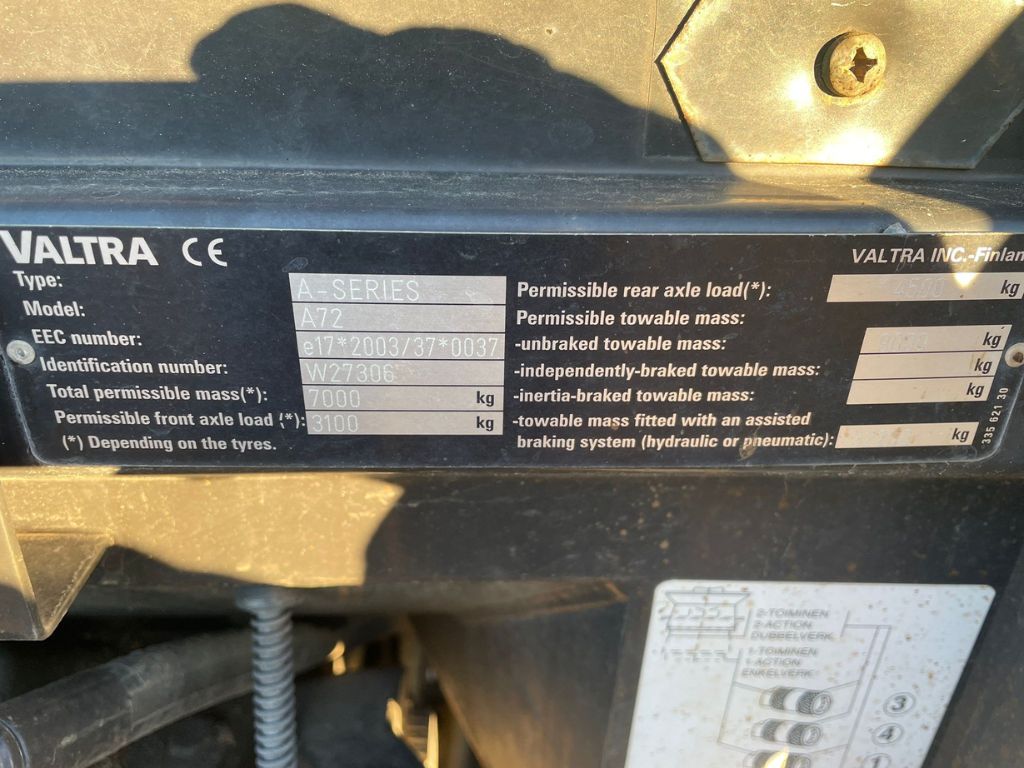 VALTRA CE
Type: A-SERIES
Model: A72
EEC number: e17*2003/37*0037
Identification number: W27306
Total permissible mass(*): 7000 kg
Permissible front axle load (*): 3100 kg
(*) Depending on the tyres.
VALTRA INC.-Finlan
Permissible rear axle load(*): kg
Permissible towable mass:
-unbraked towable mass: kg
-independently-braked towable mass: kg
-inertia-braked towable mass: kg
-towable mass fitted with an assisted
braking system (hydraulic or pneumatic): kg
335 621 30
2-TOIMINEN
2-ACTION
DUBBELVERK
1-TOIMINEN
1-ACTION
ENKELVERK
3
4
1